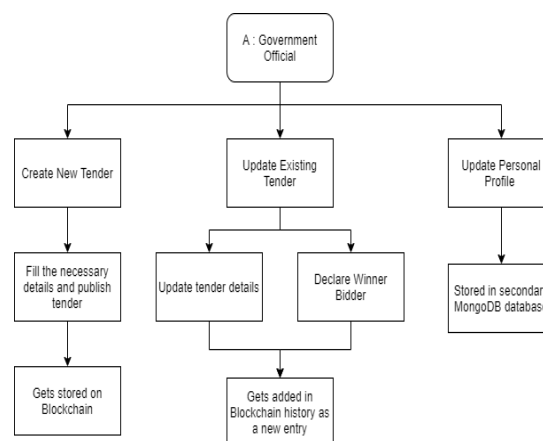 A : Government
Official
Create New Tender
Update Existing
Tender
Update Personal
Profile
Fill the necessary
details and publish
tender
Update tender details
Declare Winner
Bidder
Stored in secondary
MongoDB database
Gets stored on
Blockchain
Gets added in
Blockchain history as
a new entry